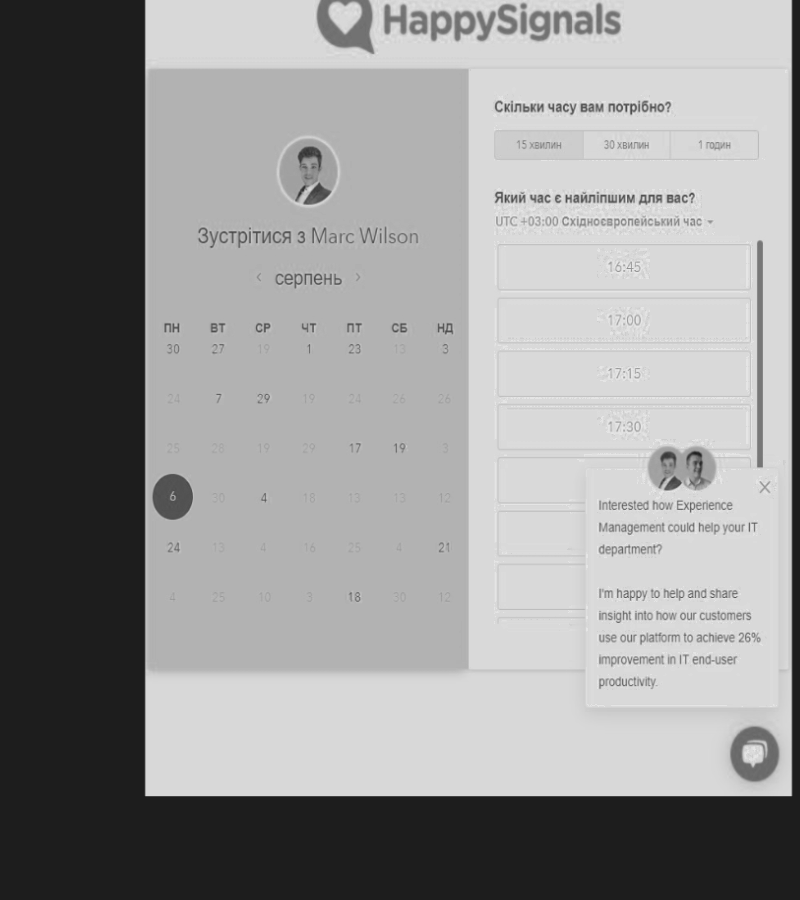 HappySignals
Зустрітися з Marc Wilson
серпень
ПН ВТ СР ЧТ ПТ СБ НД
30 27 19 1 23 13 3
24 7 29 19 24 26 26
25 28 19 29 17 19 3
6 30 4 18 13 13 12
24 13 4 16 25 4 21
4 25 10 3 18 30 12
Скільки часу вам потрібно?
15 хвилин 30 хвилин 1 годин
Який час є найліпшим для вас?
UTC +03:00 Східноєвропейський час
16:45
17:00
17:15
17:30
Interested how Experience
Management could help your IT
department?
I'm happy to help and share
insight into how our customers
use our platform to achieve 26%
improvement in IT end-user
productivity.